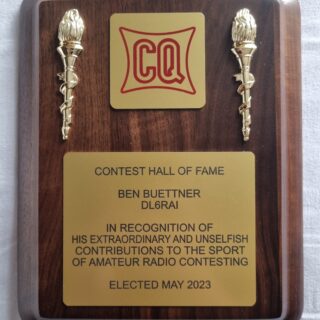 CQ
CONTEST HALL OF FAME
BEN BUETTNER
DL6RAI
IN RECOGNITION OF
HIS EXTRAORDINARY AND UNSELFISH
CONTRIBUTIONS TO THE SPORT
OF AMATEUR RADIO CONTESTING
ELECTED MAY 2023